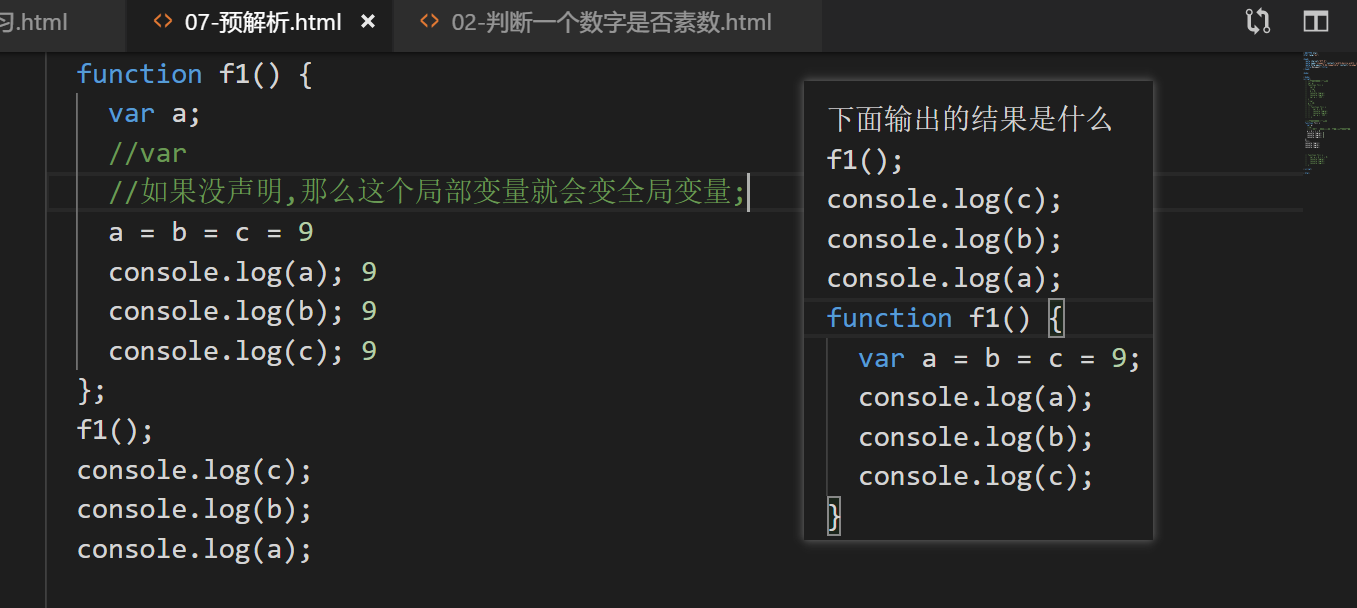 习.html
07-预解析.html ×
02-判断一个数字是否素数.html
function f1() {
var a;
//var
//如果没声明,那么这个局部变量就会变全局变量;
a = b = c = 9
console.log(a); 9
console.log(b); 9
console.log(c); 9
};
f1();
console.log(c);
console.log(b);
console.log(a);
下面输出的结果是什么
f1();
console.log(c);
console.log(b);
console.log(a);
function f1() {
var a = b = c = 9;
console.log(a);
console.log(b);
console.log(c);
}